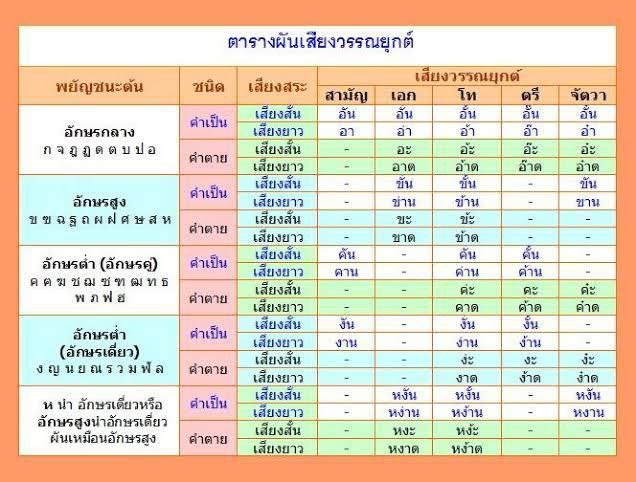 ตารางผันเสียงวรรณยุกต์
พยัญชนะต้น ชนิด เสียงสระ เสียงวรรณยุกต์
สามัญ เอก โท ตรี จัตวา
อักษรกลาง
ก จ ฎ ฏ ด ต บ ป อ
คำเป็น เสียงสั้น อัน อั่น อั้น อั๊น อั๋น
เสียงยาว อา อ่า อ้า อ๊า อ๋า
คำตาย เสียงสั้น - อะ อ้ะ อ๊ะ อ๋ะ
เสียงยาว - อาด อ้าด อ๊าด อ๋าด
อักษรสูง
ข ฃ ฉ ฐ ถ ผ ฝ ศ ษ ส ห
คำเป็น เสียงสั้น - ขั่น ขั้น - ขัน
เสียงยาว - ข่าน ข้าน - ขาน
คำตาย เสียงสั้น - ขะ ข้ะ - -
เสียงยาว - ขาด ข้าด - -
อักษรต่ำ (อักษรคู่)
ค ฅ ฆ ช ฌ ซ ฑ ฒ ท ธ
พ ภ ฟ ฮ
คำเป็น เสียงสั้น คัน - คั่น คั้น -
เสียงยาว คาน - ค่าน ค้าน -
คำตาย เสียงสั้น - - ค่ะ คะ ค๋ะ
เสียงยาว - - คาด ค้าด ค๋าด
อักษรต่ำ
(อักษรเดี่ยว)
ง ญ น ย ณ ร ว ม ฬ ล
คำเป็น เสียงสั้น งัน - งั่น งั้น -
เสียงยาว งาน - ง่าน ง้าน -
คำตาย เสียงสั้น - - ง่ะ งะ ง๋ะ
เสียงยาว - - งาด ง้าด ง๋าด
ห นำ อักษรเดี่ยวหรือ
อักษรสูงนำอักษรเดี่ยว
ผันเหมือนอักษรสูง
คำเป็น เสียงสั้น - หงั่น หงั้น - หงัน
เสียงยาว - หง่าน หง้าน - หงาน
คำตาย เสียงสั้น - หงะ หง้ะ - -
เสียงยาว - หงาด หง้าด - -